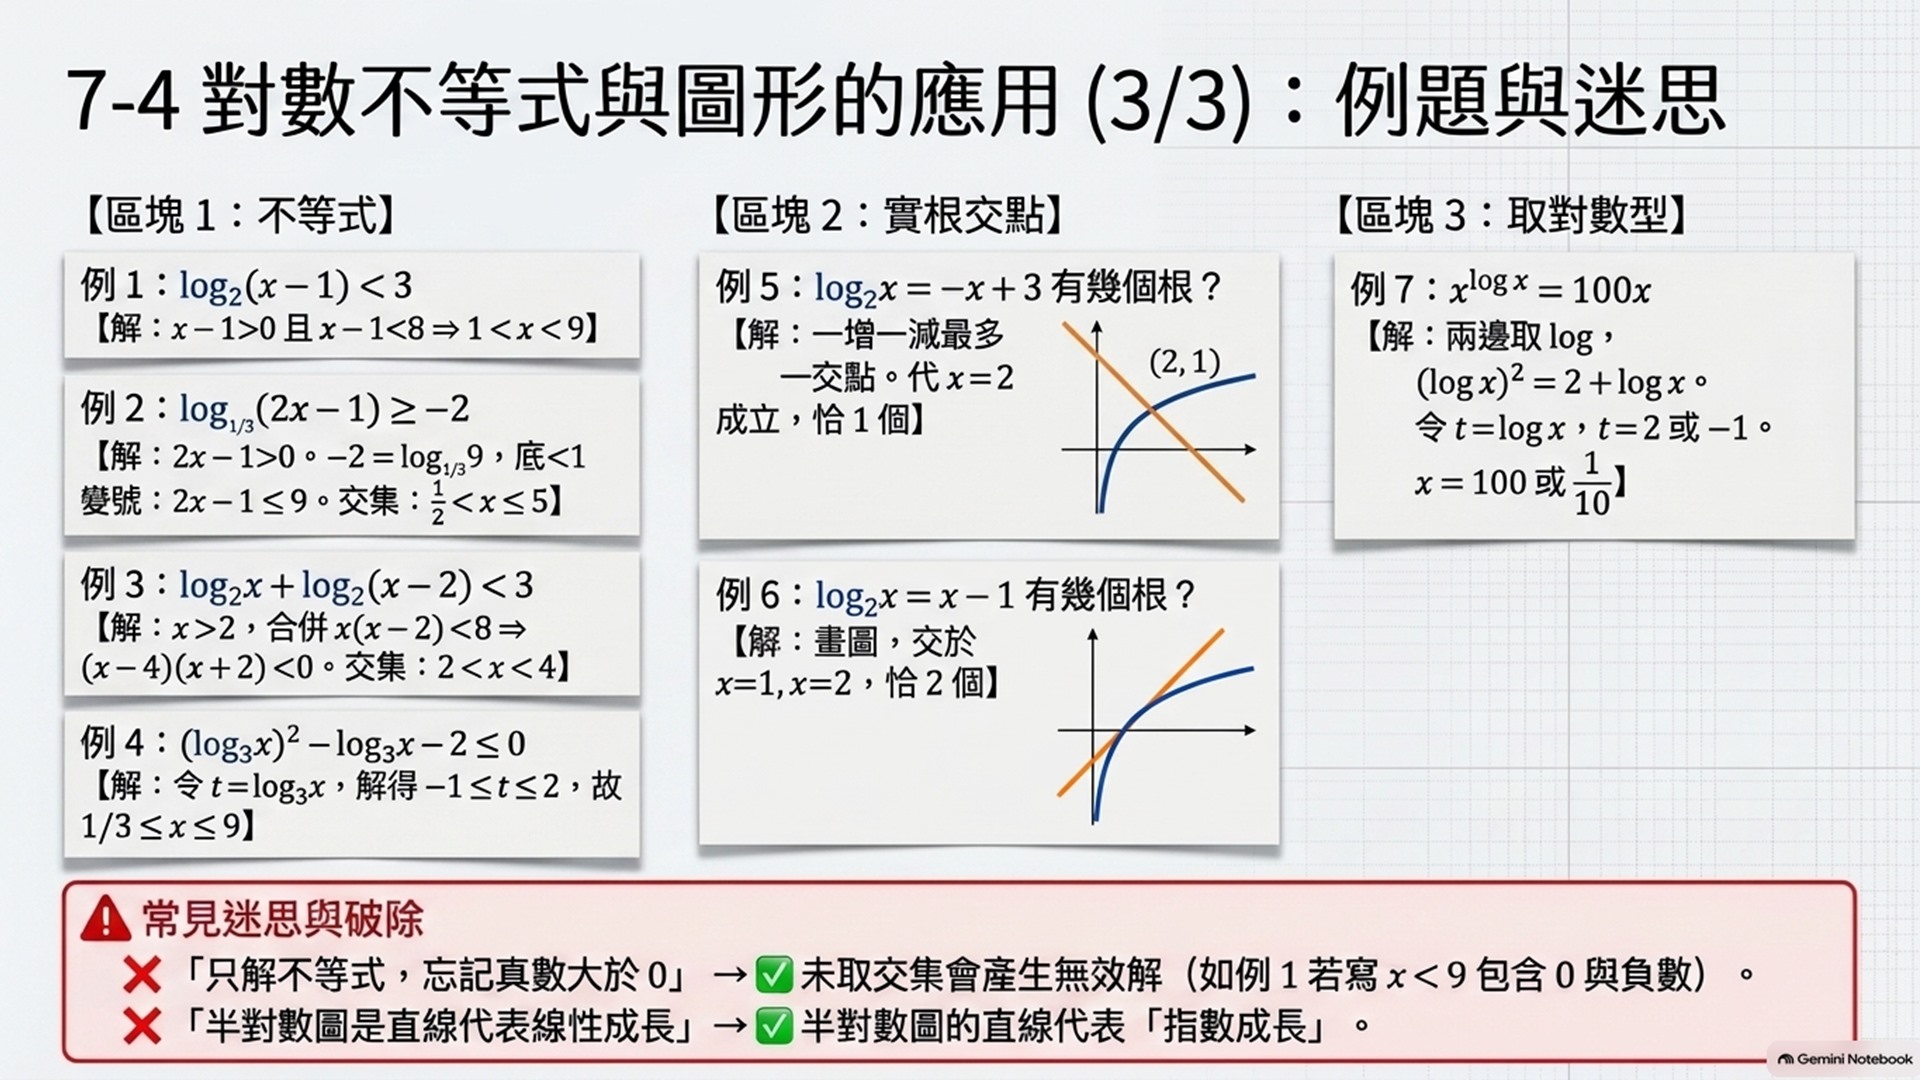 7-4 對數不等式與圖形的應用 (3/3)：例題與迷思
【區塊 1：不等式】
例 1：log₂(x − 1) < 3
【解：x − 1>0 且 x − 1<8 ⇒ 1 < x < 9】
例 2：log₁/₃(2x − 1) ≥ −2
【解：2x − 1>0。−2 = log₁/₃9，底<1
變號：2x − 1 ≤ 9。交集：1/2 < x ≤ 5】
例 3：log₂x + log₂(x − 2) < 3
【解：x >2，合併 x(x − 2) <8 ⇒
(x − 4)(x + 2) <0。交集：2 < x < 4】
例 4：(log₃x)² − log₃x − 2 ≤ 0
【解：令 t=log₃x，解得 −1 ≤ t ≤ 2，故
1/3 ≤ x ≤ 9】
【區塊 2：實根交點】
例 5：log₂x = −x + 3 有幾個根？
【解：一增一減最多
一交點。代 x = 2
成立，恰 1 個】
(2, 1)
例 6：log₂x = x − 1 有幾個根？
【解：畫圖，交於
x=1, x=2，恰 2 個】
【區塊 3：取對數型】
例 7：x^(log x) = 100x
【解：兩邊取 log，
(log x)² = 2 + log x。
令 t=log x，t= 2 或 −1。
x = 100 或 1/10】
常見迷思與破除
❌「只解不等式，忘記真數大於 0」→ ✅ 未取交集會產生無效解（如例 1 若寫 x < 9 包含 0 與負數）。
❌「半對數圖是直線代表線性成長」→ ✅ 半對數圖的直線代表「指數成長」。
Gemini Notebook